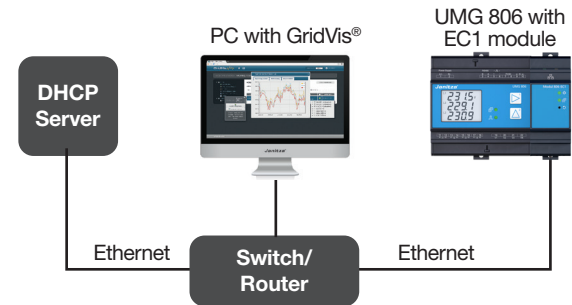 UMG 806 with
EC1 module
PC with GridVis®
DHCP
Server
Janitza®
231.5
229.1
230.9
Janitza®
Ethernet
Switch/
Router
Ethernet